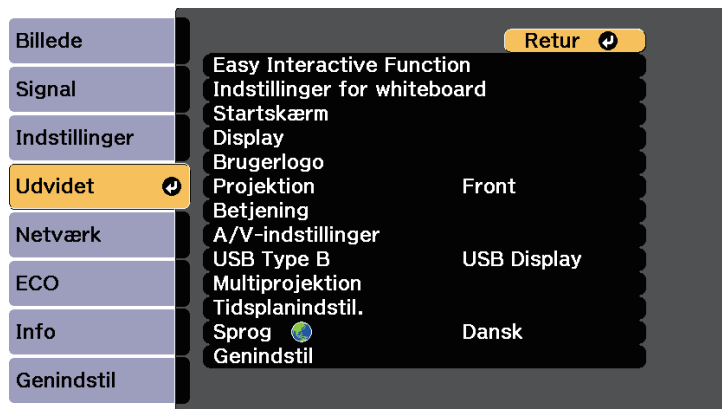 Billede
Signal
Indstillinger
Udvidet
Netværk
ECO
Info
Genindstil
Retur
Easy Interactive Function
Indstillinger for whiteboard
Startskærm
Display
Brugerlogo
Projektion Front
Betjening
A/V-indstillinger
USB Type B USB Display
Multiprojektion
Tidsplanindstil.
Sprog Dansk
Genindstil